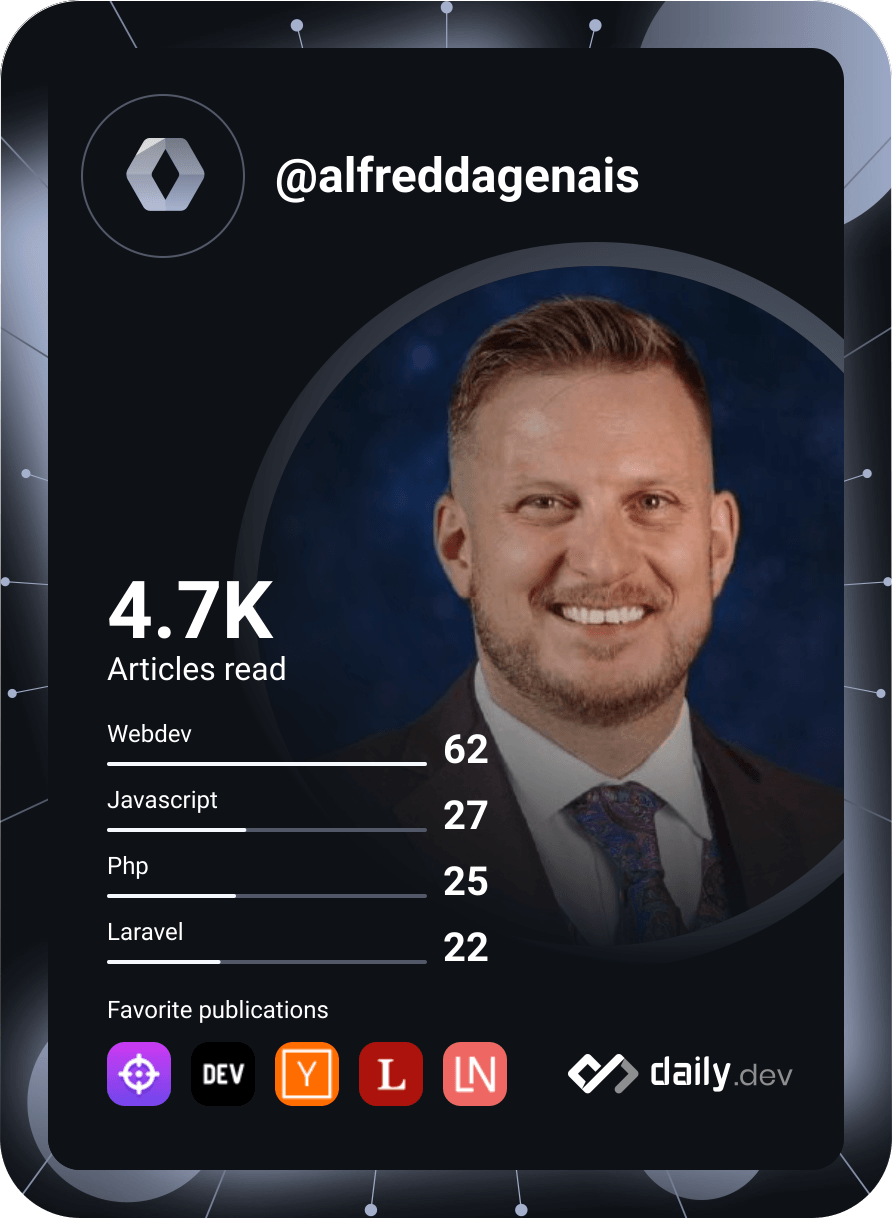 @alfreddagenais
4.7K
Articles read
Webdev
62
Javascript
27
Php
25
Laravel
22
Favorite publications
DEV
Y
L
LN
daily.dev